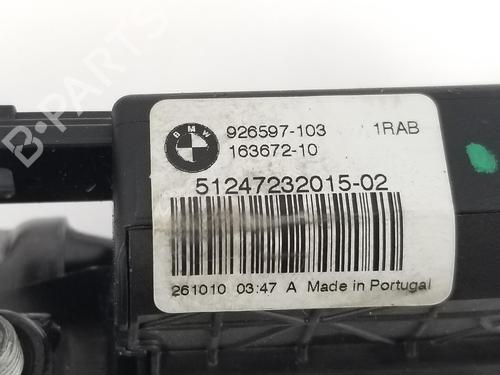 B-PARTS
BMW
926597-103 1RAB
163672-10
51247232015-02
261010 03:47 A Made in Portugal